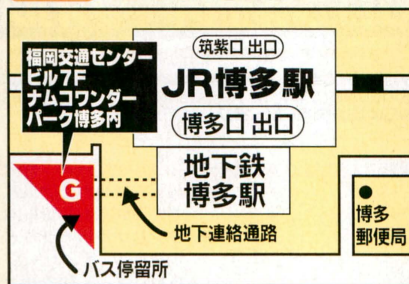 福岡交通センター
ビル7F
ナムコワンダー
パーク博多内
筑紫口 出口
JR博多駅
博多口 出口
地下鉄
博多駅
G
地下連絡通路
バス停留所
博多
郵便局